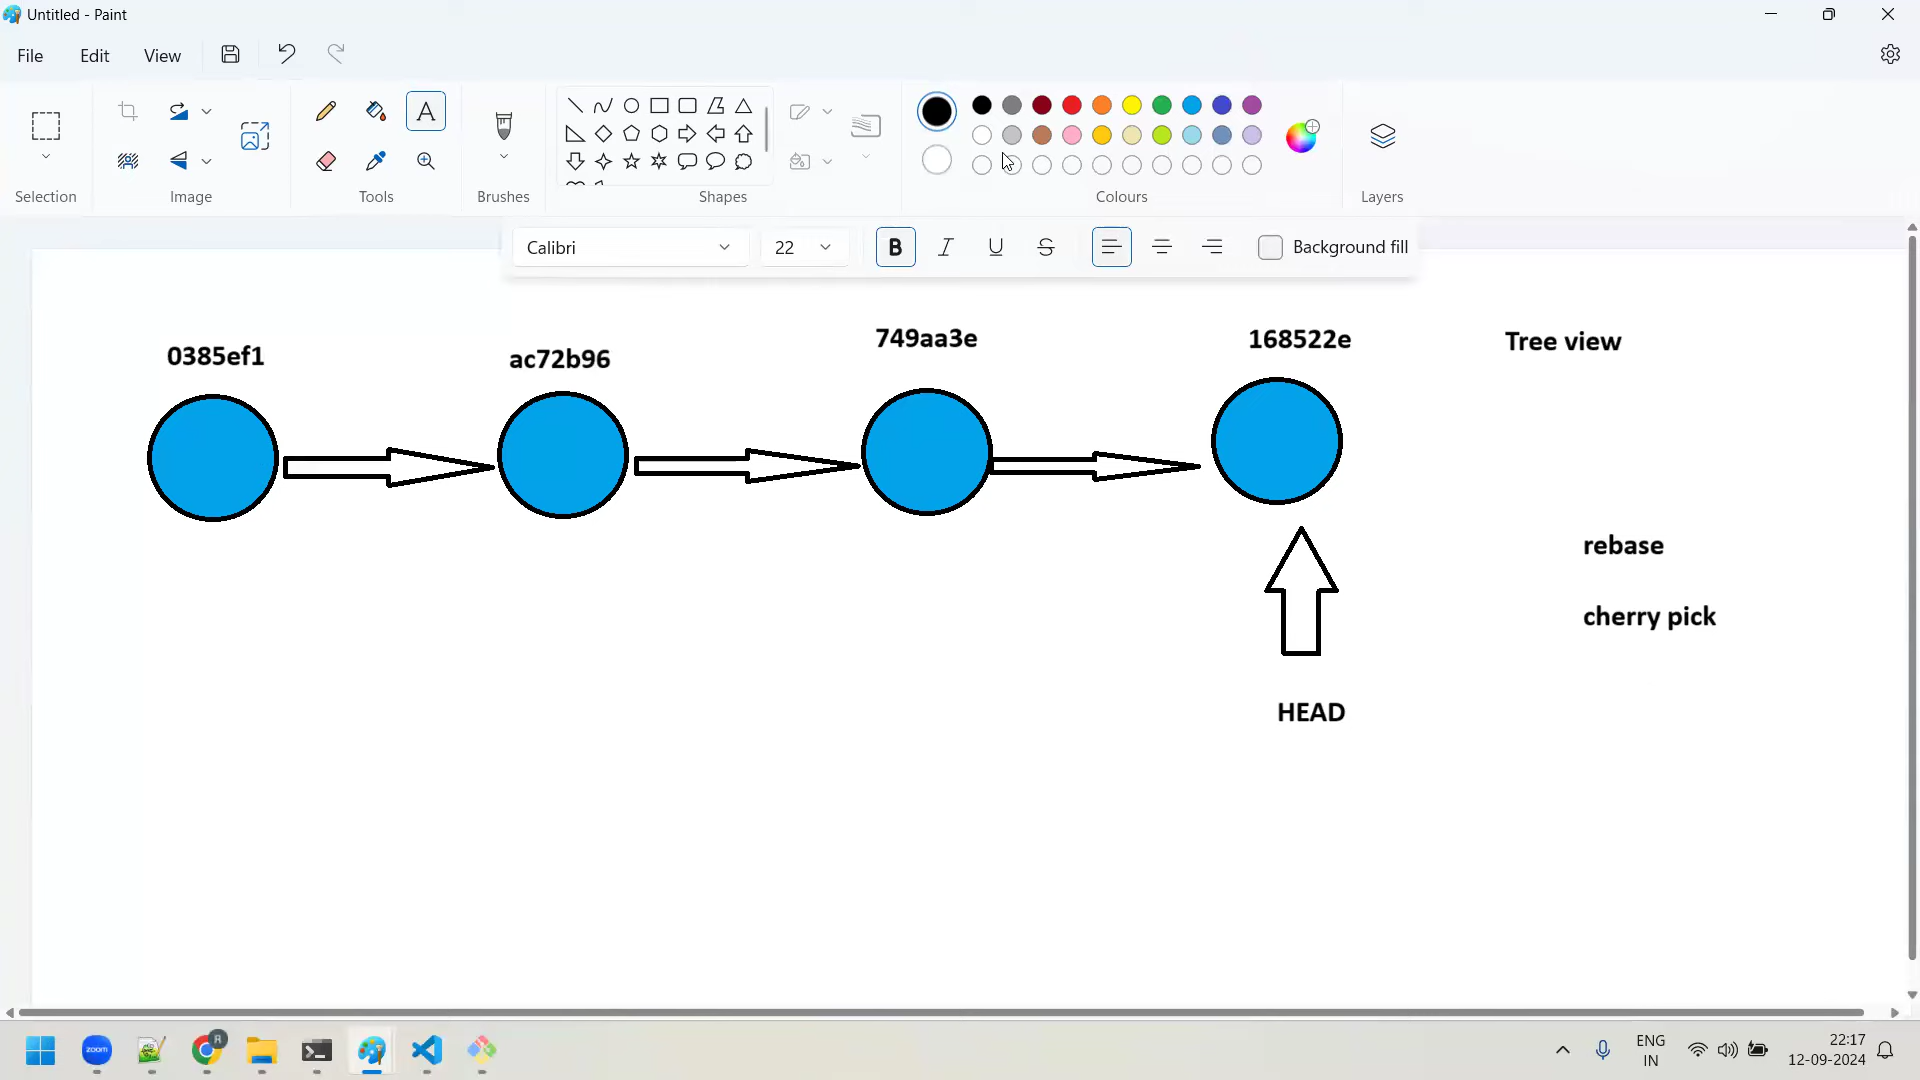 Untitled - Paint
File Edit View
Selection Image Tools Brushes Shapes Colours Layers
Calibri 22 B I U S Background fill
0385ef1 ac72b96 749aa3e 168522e Tree view
rebase
cherry pick
HEAD
zoom R ENG 22:17
IN 12-09-2024